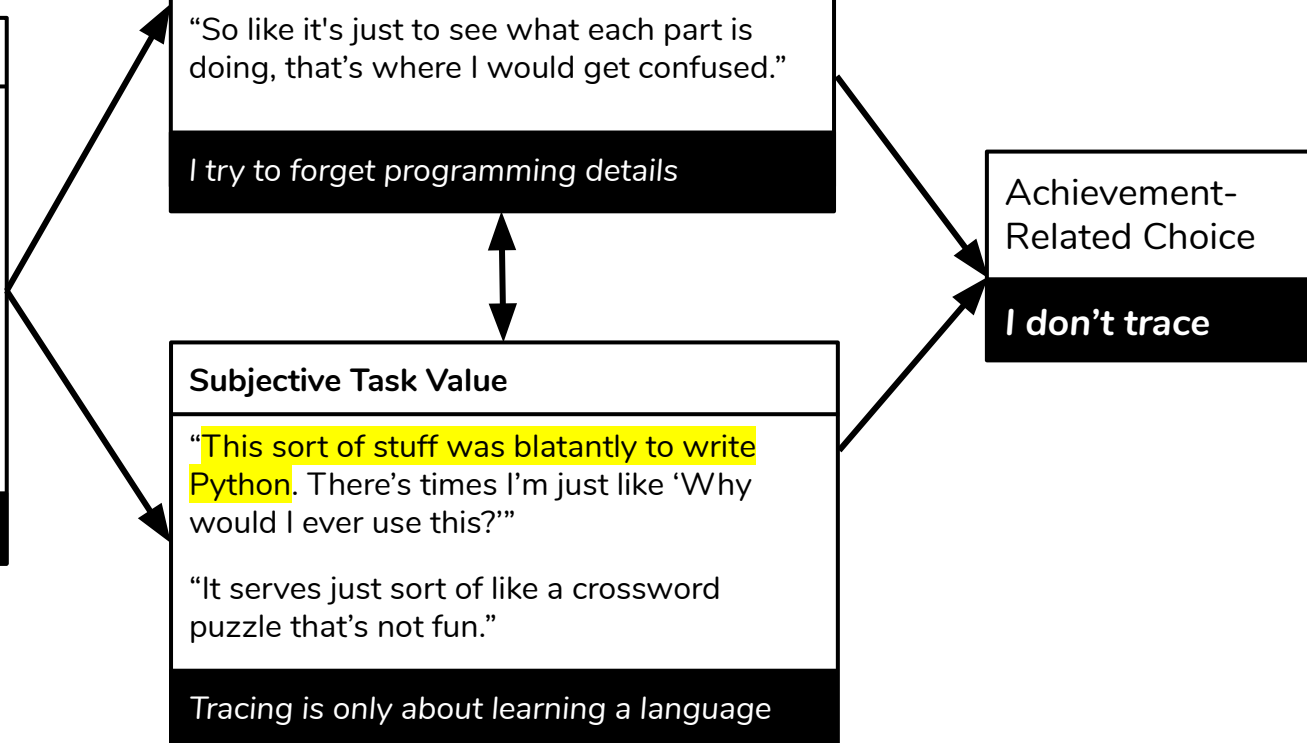 “So like it's just to see what each part is
doing, that’s where I would get confused.”
I try to forget programming details
Achievement-
Related Choice
I don’t trace
Subjective Task Value
“This sort of stuff was blatantly to write
Python. There’s times I’m just like ‘Why
would I ever use this?’”
“It serves just sort of like a crossword
puzzle that’s not fun.”
Tracing is only about learning a language